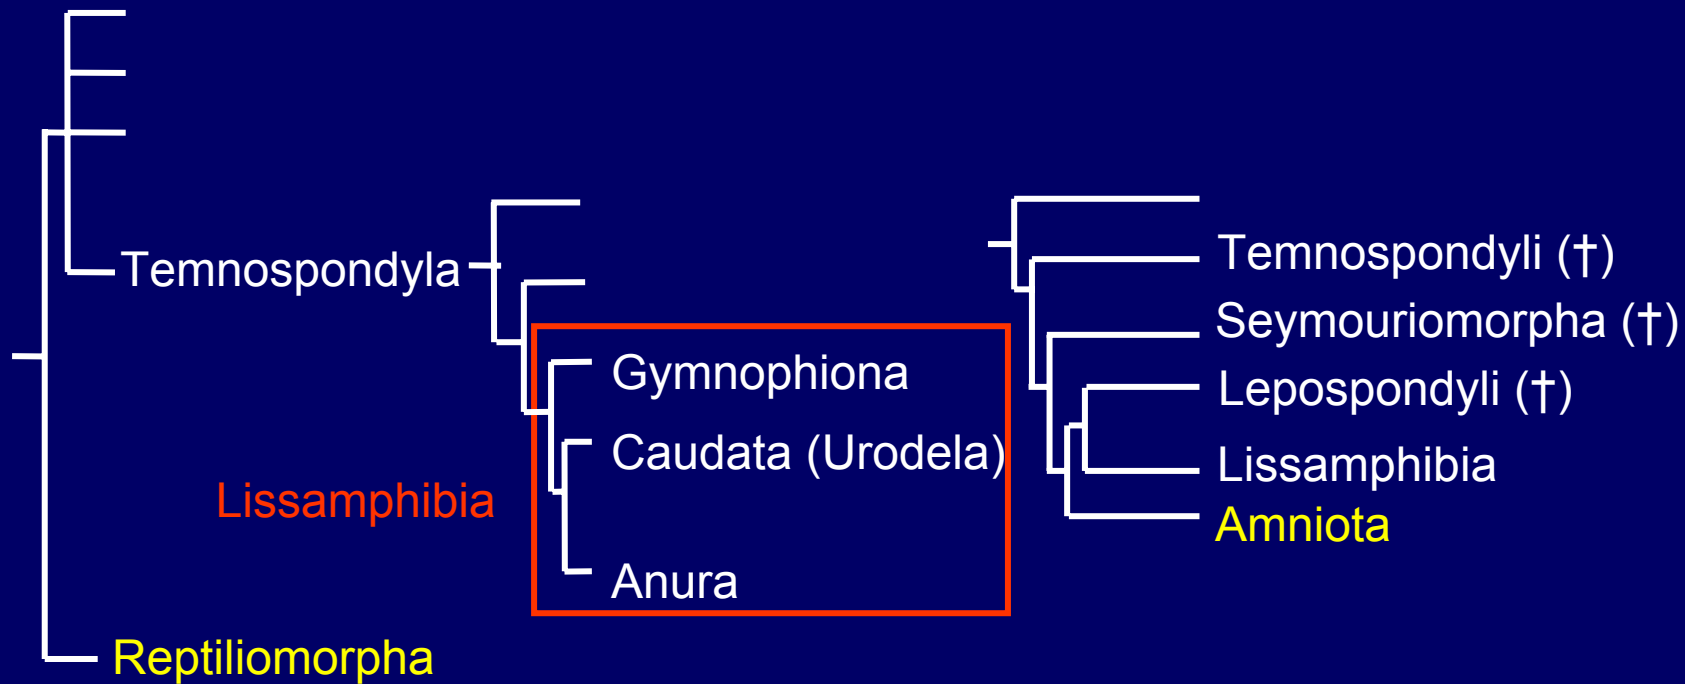 Temnospondyla
Gymnophiona
Caudata (Urodela)
Lissamphibia
Anura
Reptiliomorpha
Temnospondyli (†)
Seymouriomorpha (†)
Lepospondyli (†)
Lissamphibia
Amniota